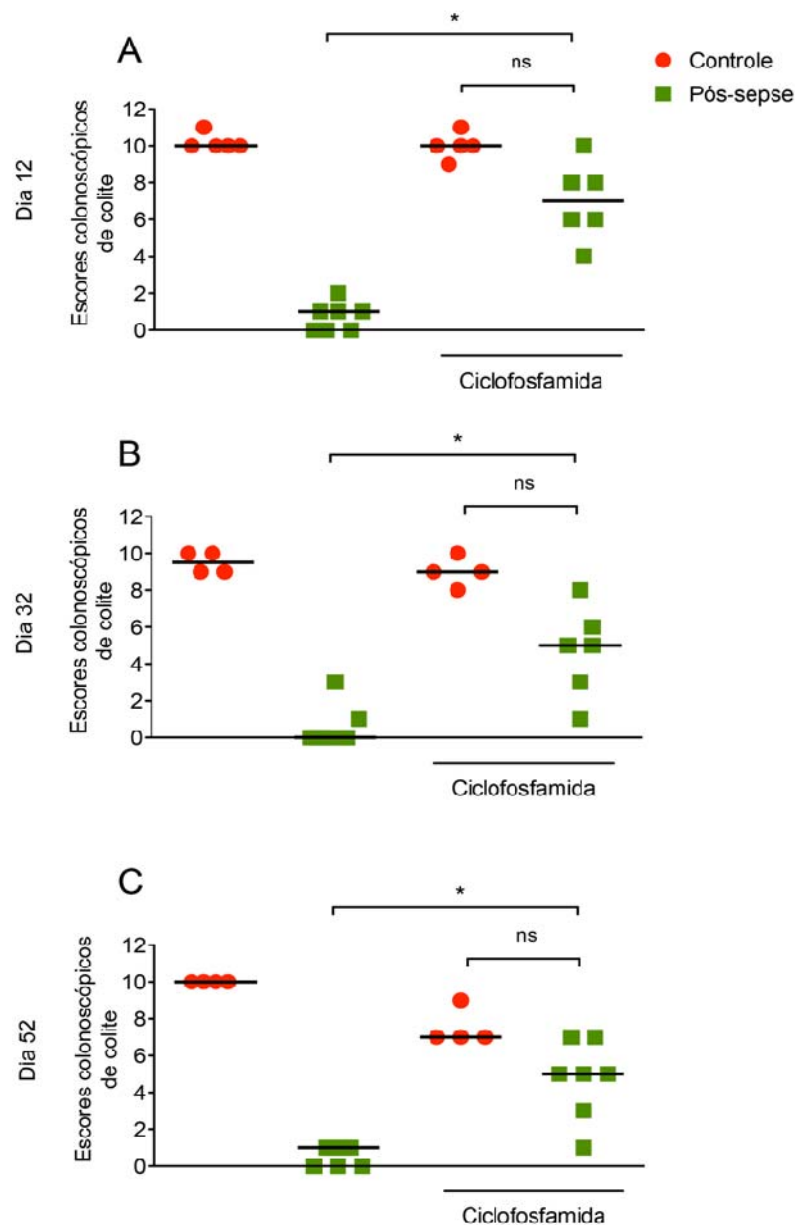 A
*
ns
Controle
Pós-sepse
Dia 12
Escores colonoscópicos
de colite
12
10
8
6
4
2
0
Ciclofosfamida
B
*
ns
Dia 32
Escores colonoscópicos
de colite
12
10
8
6
4
2
0
Ciclofosfamida
C
*
ns
Dia 52
Escores colonoscópicos
de colite
12
10
8
6
4
2
0
Ciclofosfamida